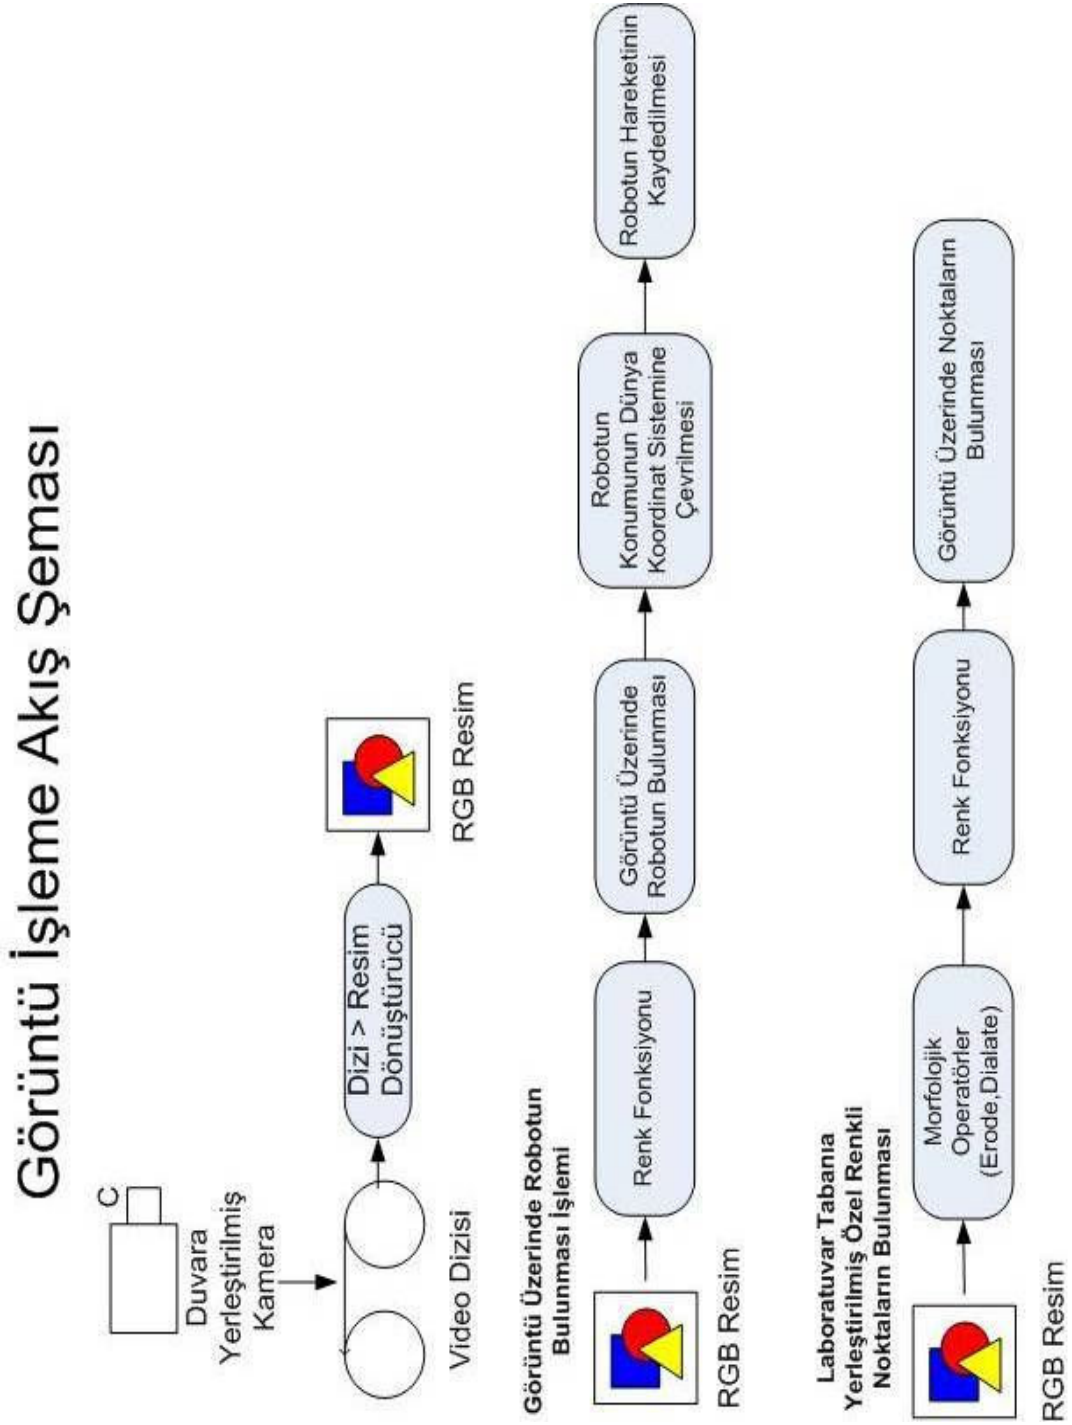 Görüntü İşleme Akış Şeması
C
Duvara
Yerleştirilmiş
Kamera
Video Dizisi
Dizi > Resim
Dönüştürücü
RGB Resim
Görüntü Üzerinde Robotun
Bulunması İşlemi
RGB Resim
Renk Fonksiyonu
Görüntü Üzerinde
Robotun Bulunması
Robotun
Konumunun Dünya
Koordinat Sistemine
Çevrilmesi
Robotun Hareketinin
Kaydedilmesi
Laboratuvar Tabanıa
Yerleştirilmiş Özel Renkli
Noktaların Bulunması
RGB Resim
Morfolojik
Operatörler
(Erode,Dialate)
Renk Fonksiyonu
Görüntü Üzerinde Noktaların
Bulunması